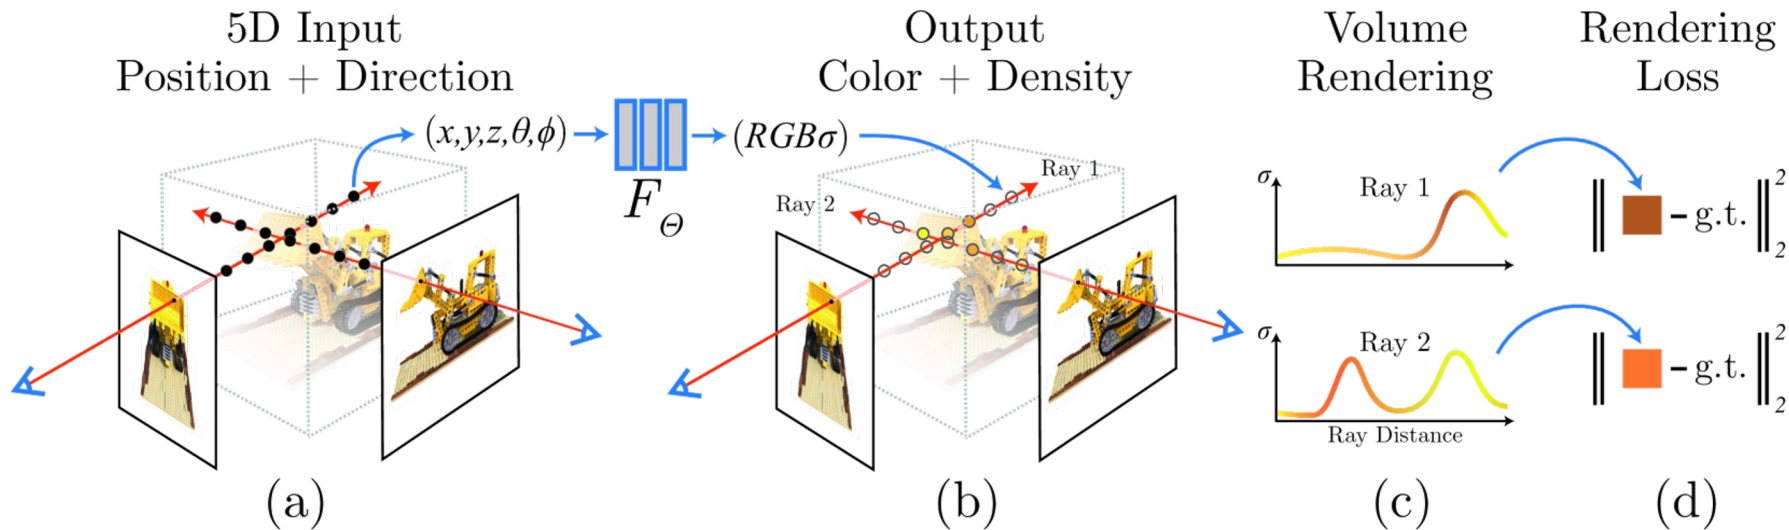 5D Input
Position + Direction
Output
Color + Density
Volume
Rendering
Rendering
Loss
(x,y,z,θ,ϕ)
F_Θ
(RGBσ)
Ray 1
Ray 2
σ
Ray 1
σ
Ray 2
Ray Distance
‖ – g.t. ‖₂²
‖ – g.t. ‖₂²
(a)
(b)
(c)
(d)